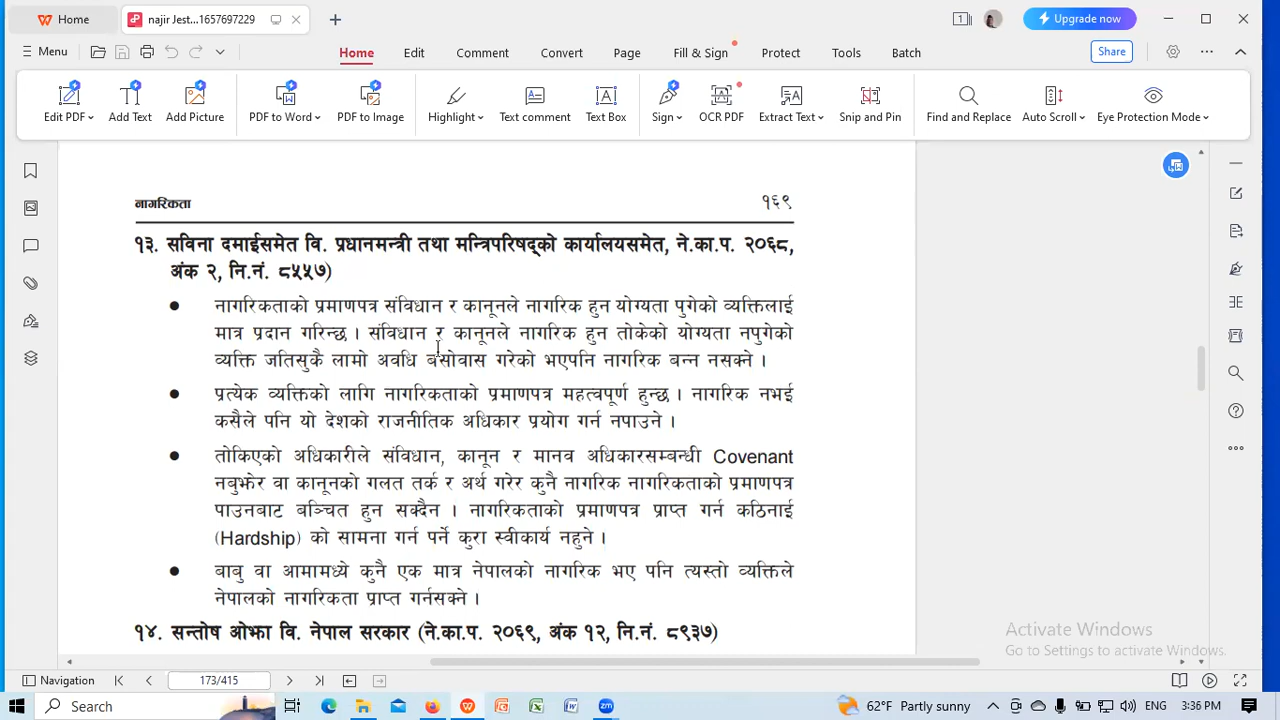 Home
najir Jest...1657697229
1
Upgrade now
Menu
Home
Edit
Comment
Convert
Page
Fill & Sign
Protect
Tools
Batch
Share
Edit PDF
Add Text
Add Picture
PDF to Word
PDF to Image
Highlight
Text comment
Text Box
Sign
OCR PDF
Extract Text
Snip and Pin
Find and Replace
Auto Scroll
Eye Protection Mode
नागरिकता १६९
१३. सविना दमाईसमेत वि. प्रधानमन्त्री तथा मन्त्रिपरिषद्को कार्यालयसमेत, ने.का.प. २०६८,
अंक २, नि.नं. ८५५७)
● नागरिकताको प्रमाणपत्र संविधान र कानूनले नागरिक हुन योग्यता पुगेको व्यक्तिलाई
मात्र प्रदान गरिन्छ । संविधान र कानूनले नागरिक हुन तोकेको योग्यता नपुगेको
व्यक्ति जतिसुकै लामो अवधि बसोवास गरेको भएपनि नागरिक बन्न नसक्ने ।
● प्रत्येक व्यक्तिको लागि नागरिकताको प्रमाणपत्र महत्वपूर्ण हुन्छ । नागरिक नभई
कसैले पनि यो देशको राजनीतिक अधिकार प्रयोग गर्न नपाउने ।
● तोकिएको अधिकारीले संविधान, कानून र मानव अधिकारसम्बन्धी Covenant
नबुझेर वा कानूनको गलत तर्क र अर्थ गरेर कुनै नागरिक नागरिकताको प्रमाणपत्र
पाउनबाट बञ्चित हुन सक्दैन । नागरिकताको प्रमाणपत्र प्राप्त गर्न कठिनाई
(Hardship) को सामना गर्न पर्ने कुरा स्वीकार्य नहुने ।
● बाबु वा आमामध्ये कुनै एक मात्र नेपालको नागरिक भए पनि त्यस्तो व्यक्तिले
नेपालको नागरिकता प्राप्त गर्नसक्ने ।
१४. सन्तोष ओझा वि. नेपाल सरकार (ने.का.प. २०६९, अंक १२, नि.नं. ८९३७)
Activate Windows
Go to Settings to activate Windows.
Navigation
173/415
Search
62°F Partly sunny
ENG
3:36 PM